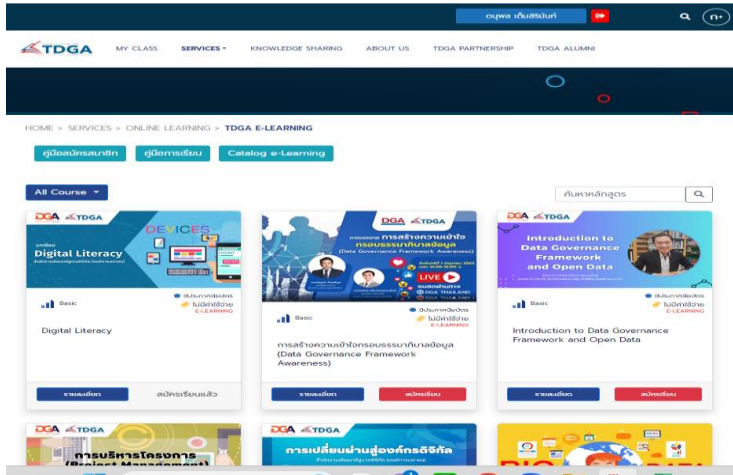 ดนุพล เต็มสิรินันท์
ก+
TDGA MY CLASS SERVICES KNOWLEDGE SHARING ABOUT US TDGA PARTNERSHIP TDGA ALUMNI
HOME > SERVICES > ONLINE LEARNING > TDGA E-LEARNING
คู่มือสมัครสมาชิก คู่มือการเรียน Catalog e-Learning
All Course
ค้นหาหลักสูตร
DGA TDGA
DEVICES
บทเรียน
Digital Literacy
Basic
มีประกาศนียบัตร
ไม่มีค่าใช้จ่าย
E-LEARNING
Digital Literacy
รายละเอียด สมัครเรียนแล้ว
DGA TDGA
การสร้างความเข้าใจ
กรอบธรรมาภิบาลข้อมูล
(Data Governance Framework Awareness)
LIVE
DGA THAILAND
Basic
มีประกาศนียบัตร
ไม่มีค่าใช้จ่าย
E-LEARNING
การสร้างความเข้าใจกรอบธรรมาภิบาลข้อมูล
(Data Governance Framework
Awareness)
รายละเอียด สมัครเรียน
DGA TDGA
Introduction to
Data Governance
Framework
and Open Data
Basic
มีประกาศนียบัตร
ไม่มีค่าใช้จ่าย
E-LEARNING
Introduction to Data Governance
Framework and Open Data
รายละเอียด สมัครเรียน
DGA TDGA
การบริหารโครงการ
(Project Management)
DGA TDGA
การเปลี่ยนผ่านสู่องค์กรดิจิทัล